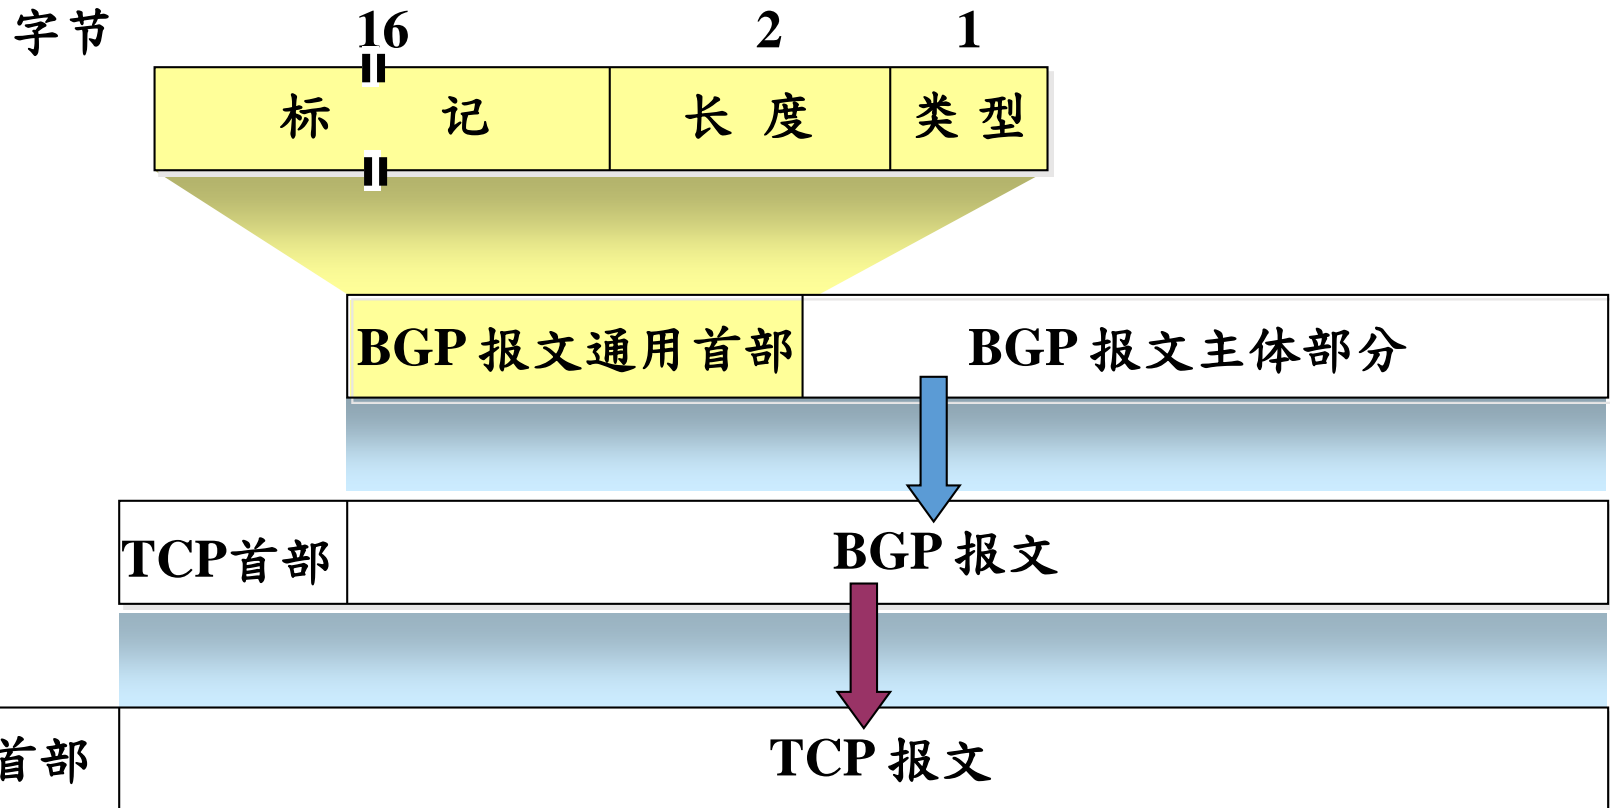 字节 16 2 1
标 记 长 度 类 型
BGP 报文通用首部 BGP 报文主体部分
TCP首部 BGP 报文
首部 TCP 报文